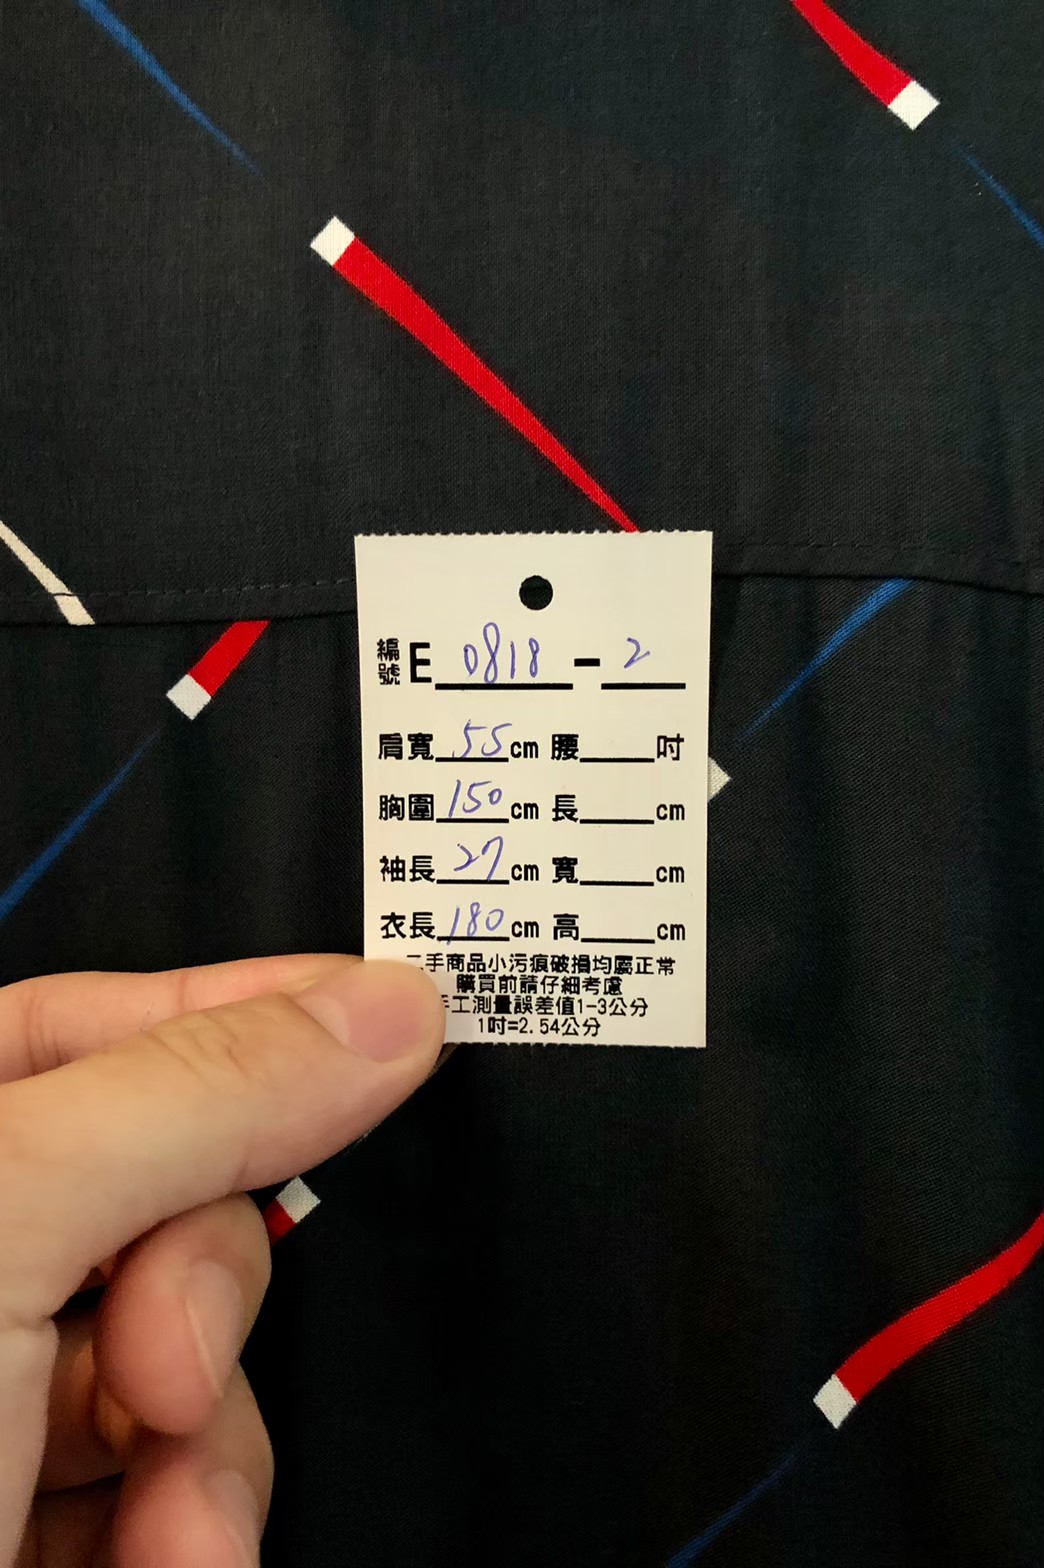 編號E 0818 - 2
肩寬 55 cm 腰 吋
胸圍 150 cm 長 cm
袖長 27 cm 寬 cm
衣長 180 cm 高 cm
二手商品小污痕破損均屬正常
購買前請仔細考慮
手工測量誤差值1-3公分
1吋=2.54公分